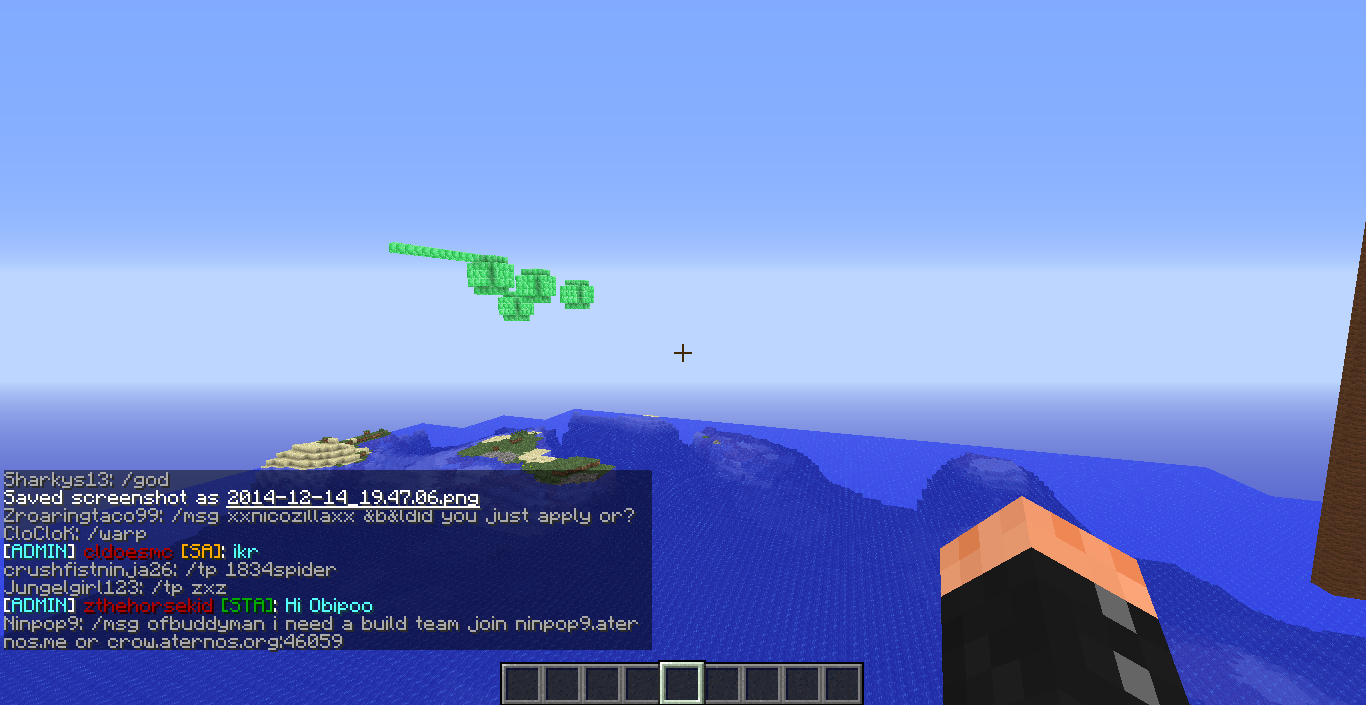 Sharkys13: /god
Saved screenshot as 2014-12-14_19.47.06.png
Zroaringtaco99: /msg xxnicozillaxx &b&ldid you just apply or?
CloCloK: /warp
[ADMIN] cldoesmc [SA]: ikr
crushfistninja26: /tp 1834spider
Jungelgirl123: /tp zxz
[ADMIN] zthehorsekid [STA]: Hi Obipoo
Ninpop9: /msg ofbuddyman i need a build team join ninpop9.ater
nos.me or crow.aternos.org:46059